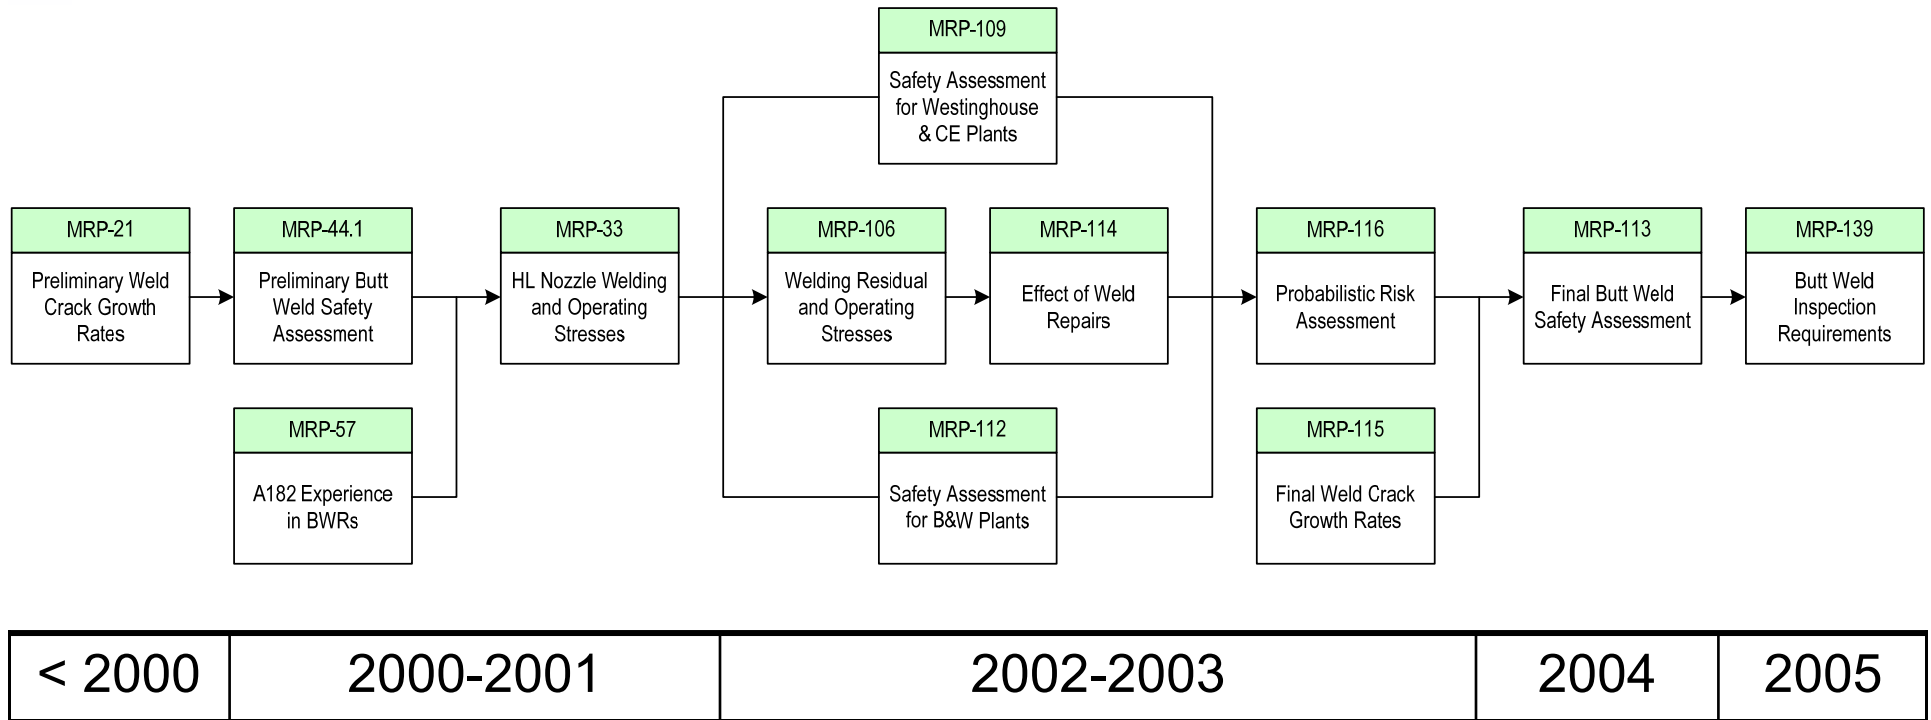 MRP-109
Safety Assessment
for Westinghouse
& CE Plants
MRP-21
Preliminary Weld
Crack Growth
Rates
MRP-44.1
Preliminary Butt
Weld Safety
Assessment
MRP-33
HL Nozzle Welding
and Operating
Stresses
MRP-106
Welding Residual
and Operating
Stresses
MRP-114
Effect of Weld
Repairs
MRP-116
Probabilistic Risk
Assessment
MRP-113
Final Butt Weld
Safety Assessment
MRP-139
Butt Weld
Inspection
Requirements
MRP-57
A182 Experience
in BWRs
MRP-112
Safety Assessment
for B&W Plants
MRP-115
Final Weld Crack
Growth Rates
< 2000
2000-2001
2002-2003
2004
2005